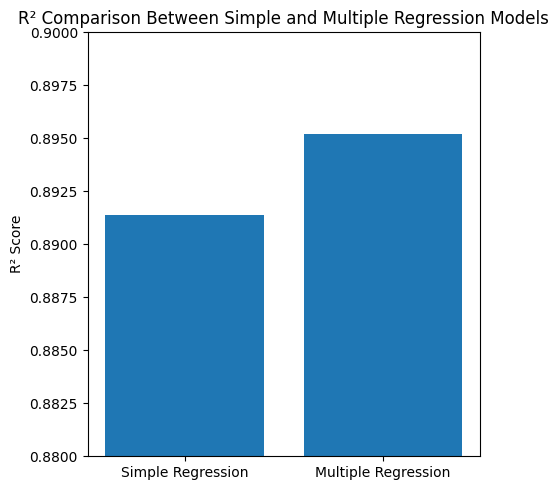 R² Comparison Between Simple and Multiple Regression Models
0.9000
0.8975
0.8950
0.8925
0.8900
0.8875
0.8850
0.8825
0.8800
R² Score
Simple Regression
Multiple Regression